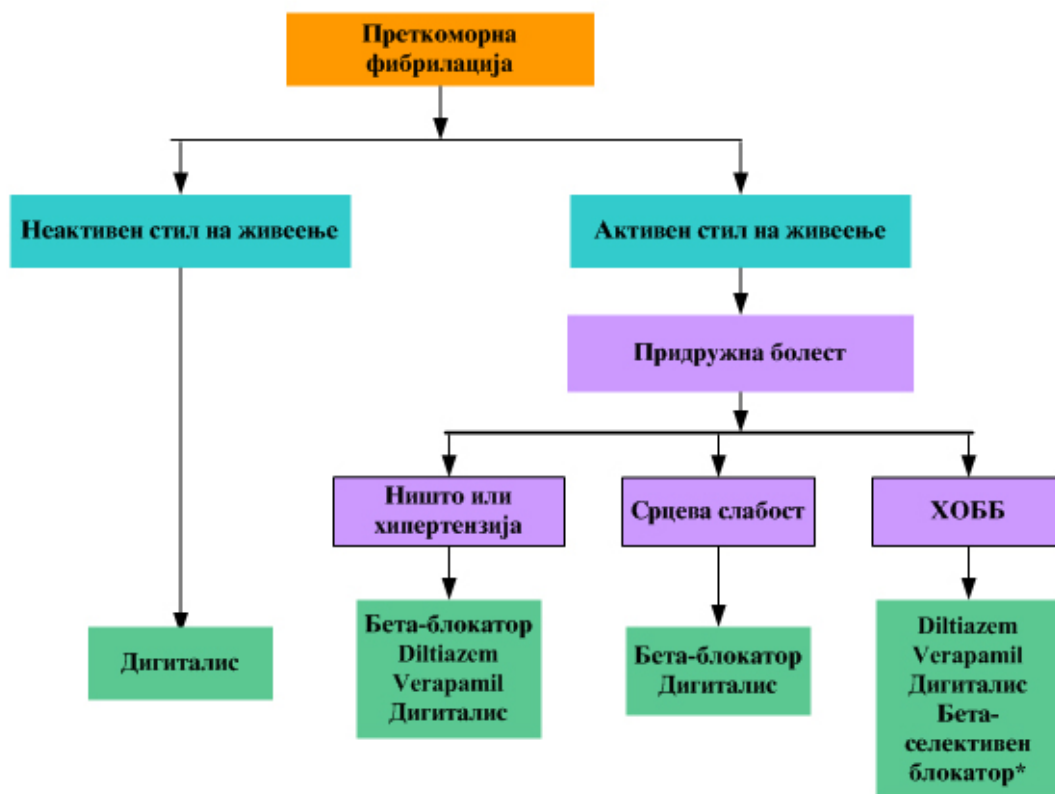 Преткоморна
фибрилација
Неактивен стил на живеење
Активен стил на живеење
Придружна болест
Ништо или
хипертензија
Срцева слабост
ХОББ
Дигиталис
Бета-блокатор
Diltiazem
Verapamil
Дигиталис
Бета-блокатор
Дигиталис
Diltiazem
Verapamil
Дигиталис
Бета-
селективен
блокатор*